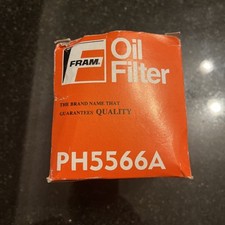 FRAM
Oil
Filter
THE BRAND NAME THAT
GUARANTEES QUALITY
PH5566A